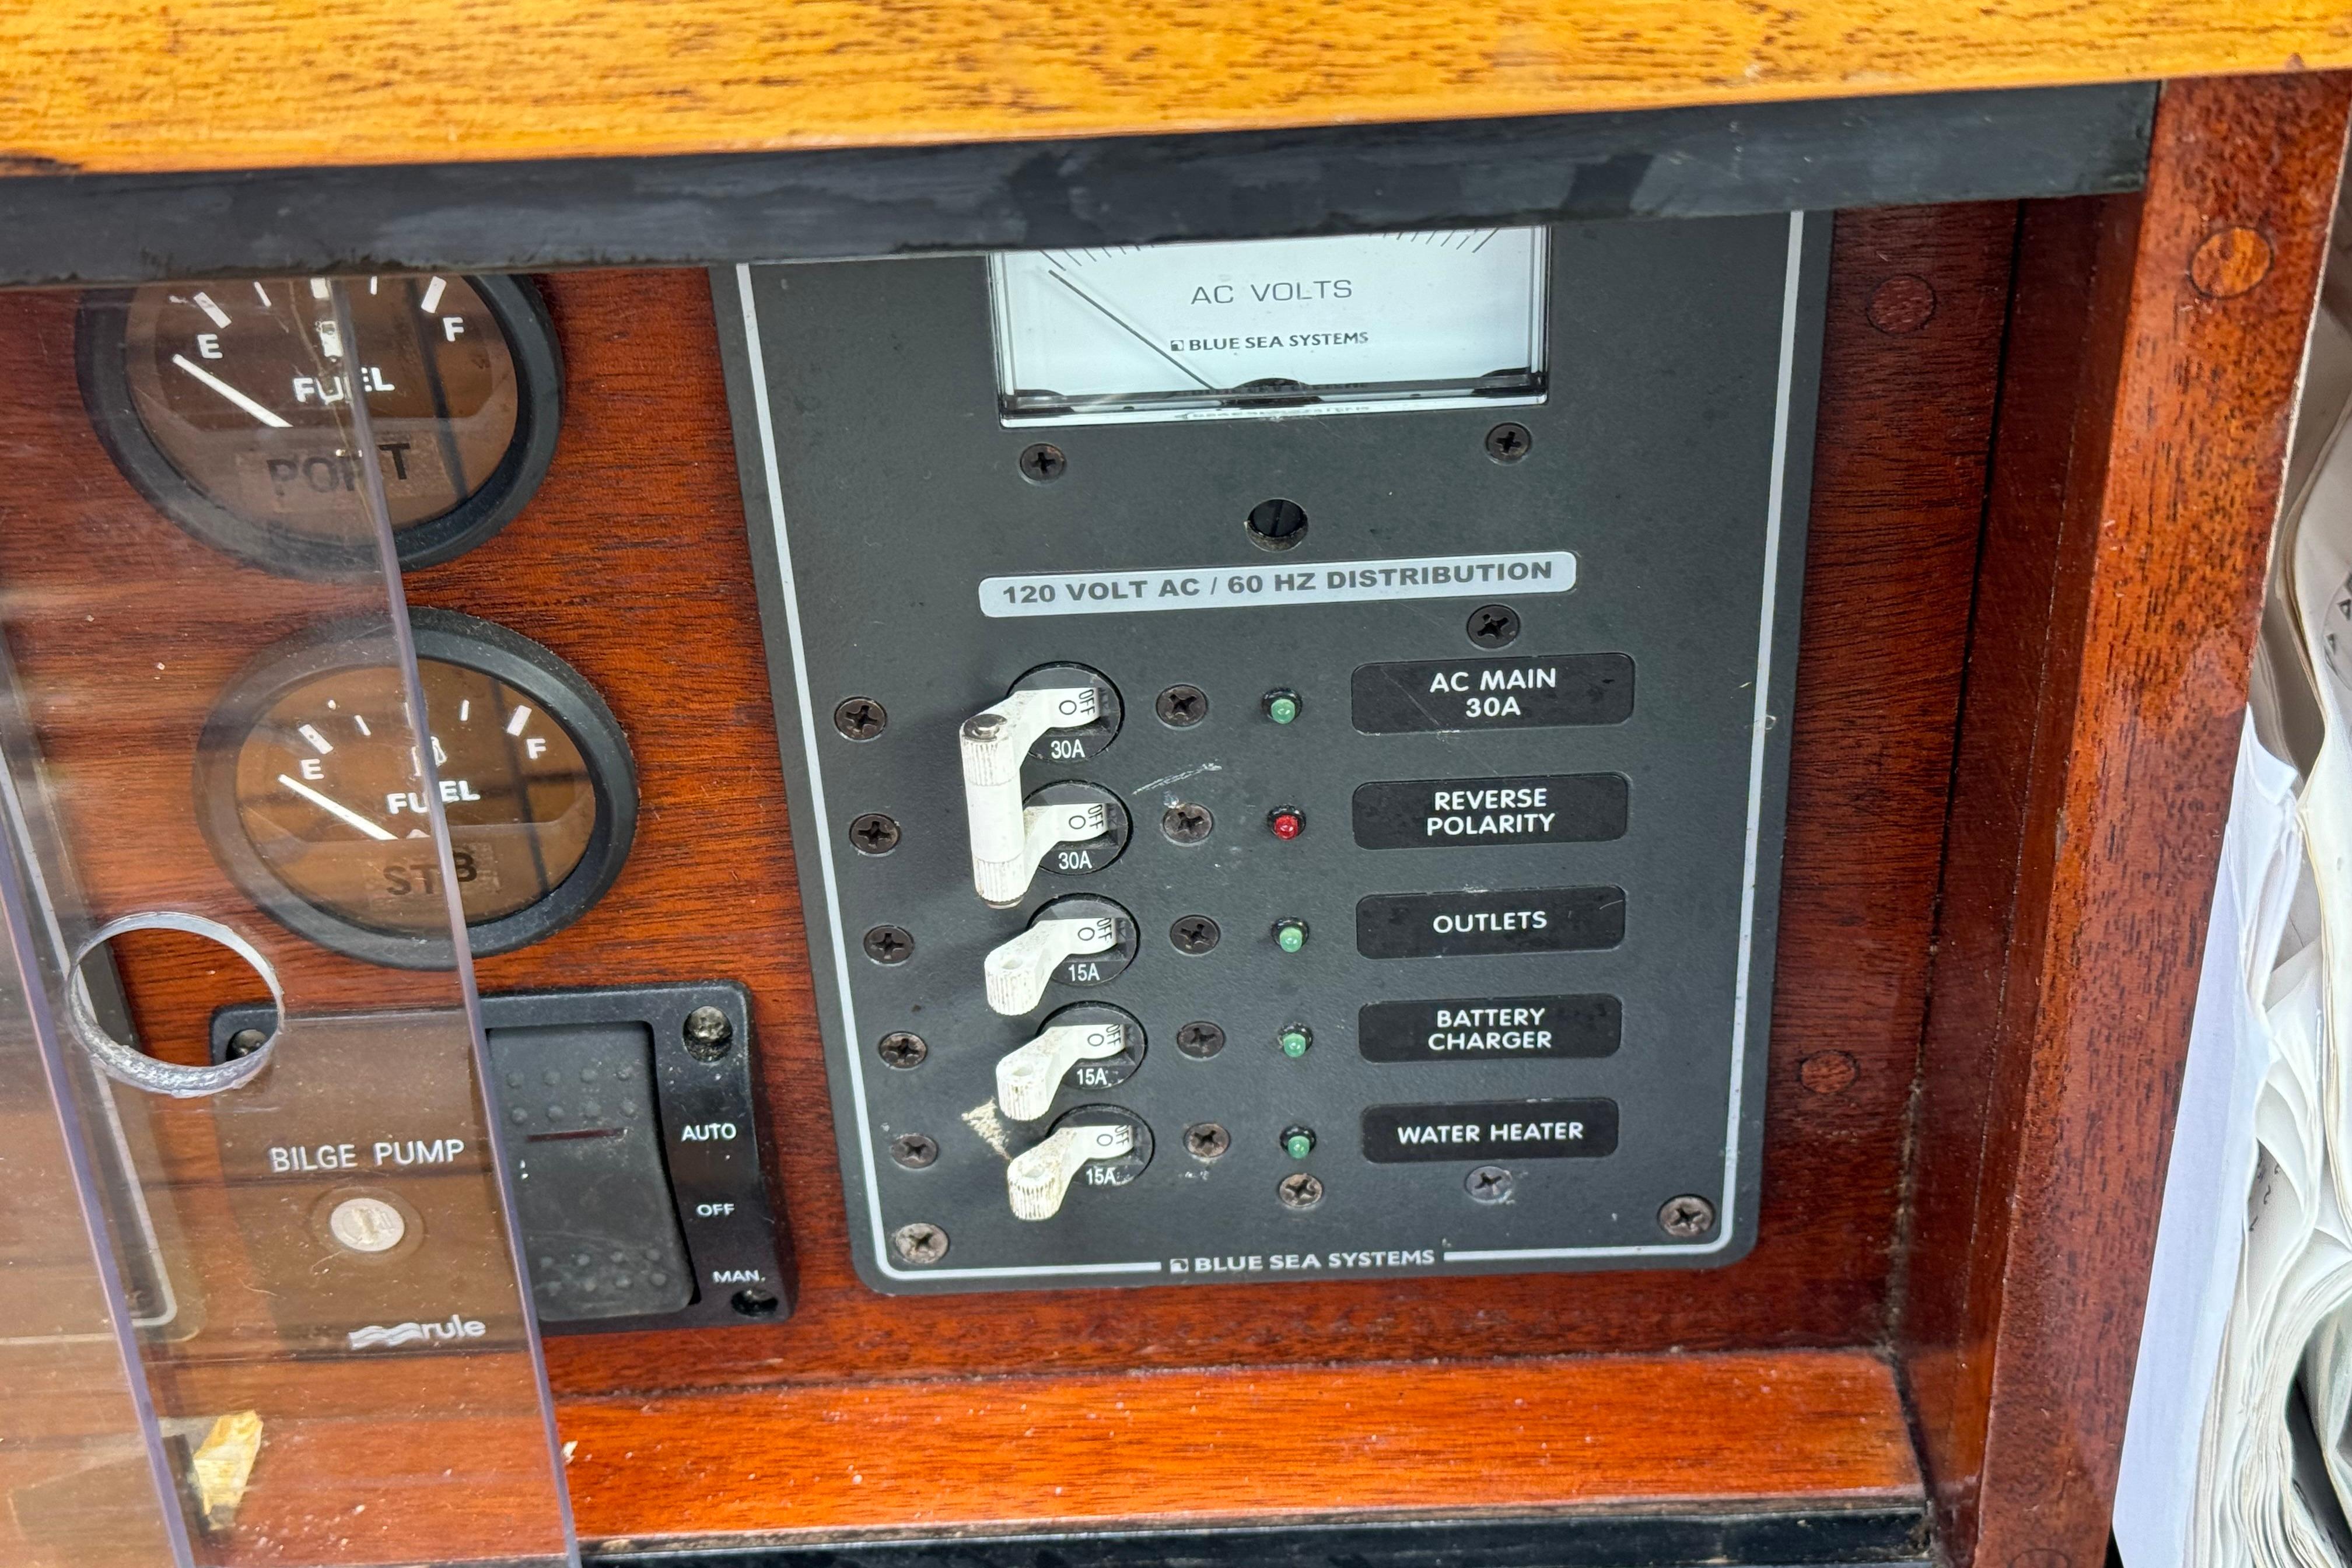 E
F
FUEL
PORT
E
F
FUEL
STB
BILGE PUMP
AUTO
OFF
MAN.
rule
AC VOLTS
BLUE SEA SYSTEMS
120 VOLT AC / 60 HZ DISTRIBUTION
OFF
30A
AC MAIN
30A
OFF
30A
REVERSE
POLARITY
OFF
15A
OUTLETS
OFF
15A
BATTERY
CHARGER
OFF
15A
WATER HEATER
BLUE SEA SYSTEMS